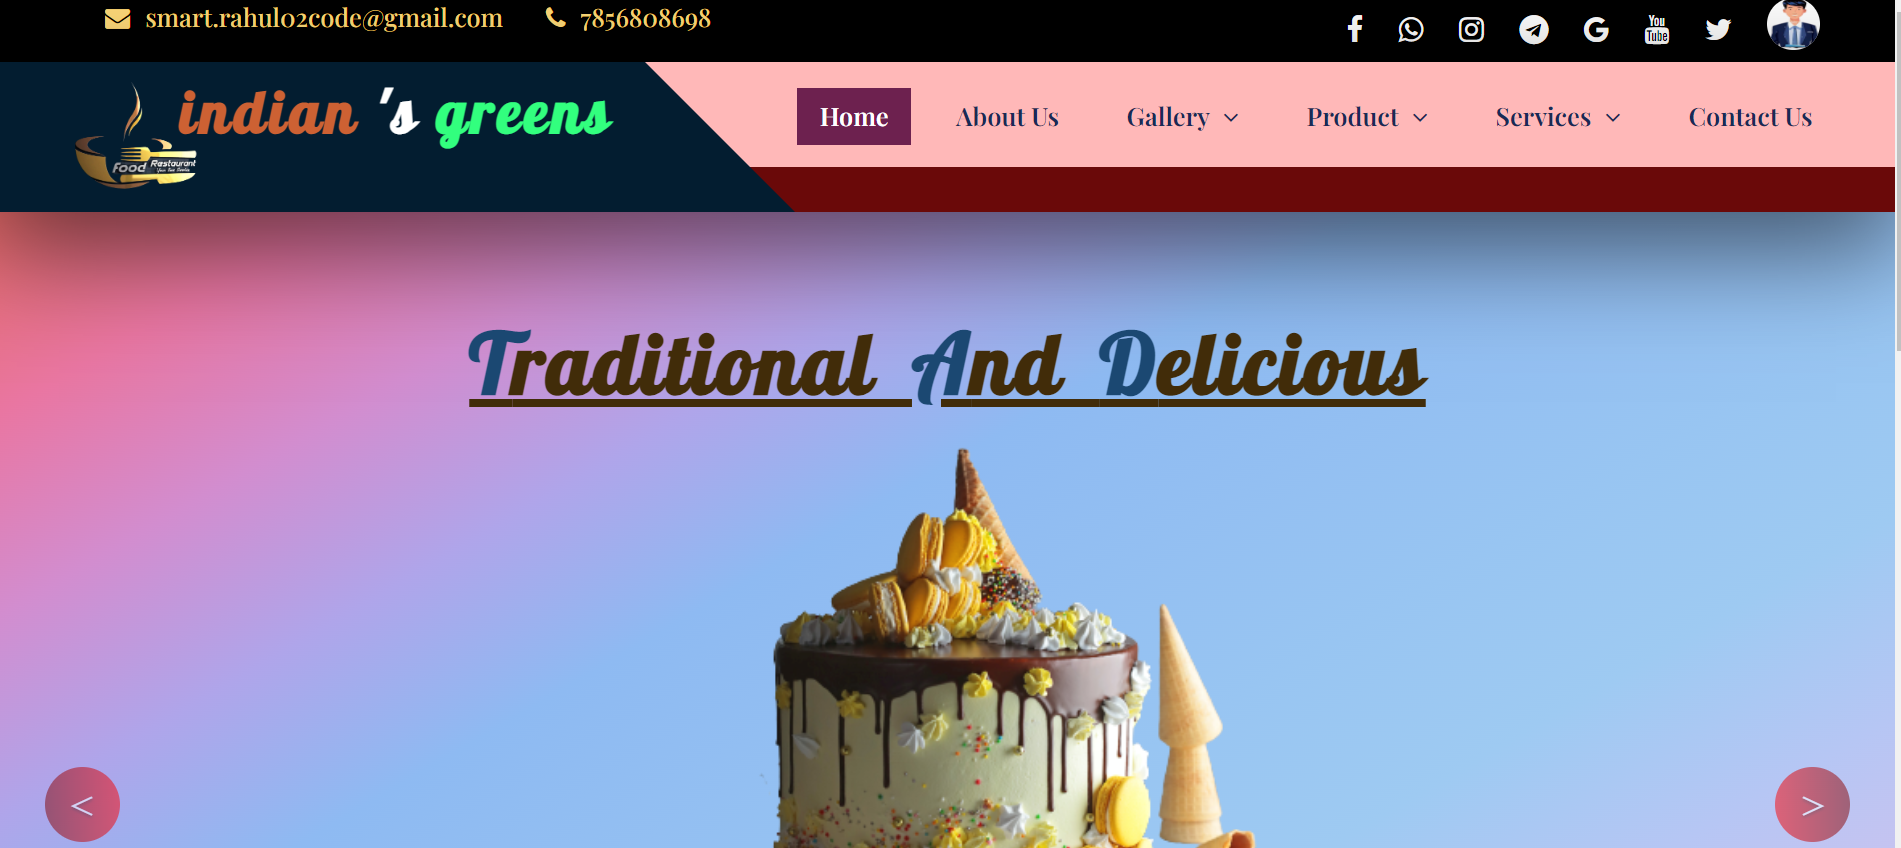 smart.rahul02code@gmail.com 7856808698
You Tube
indian 's greens
Food Restaurant
Home About Us Gallery Product Services Contact Us
Traditional And Delicious
< >